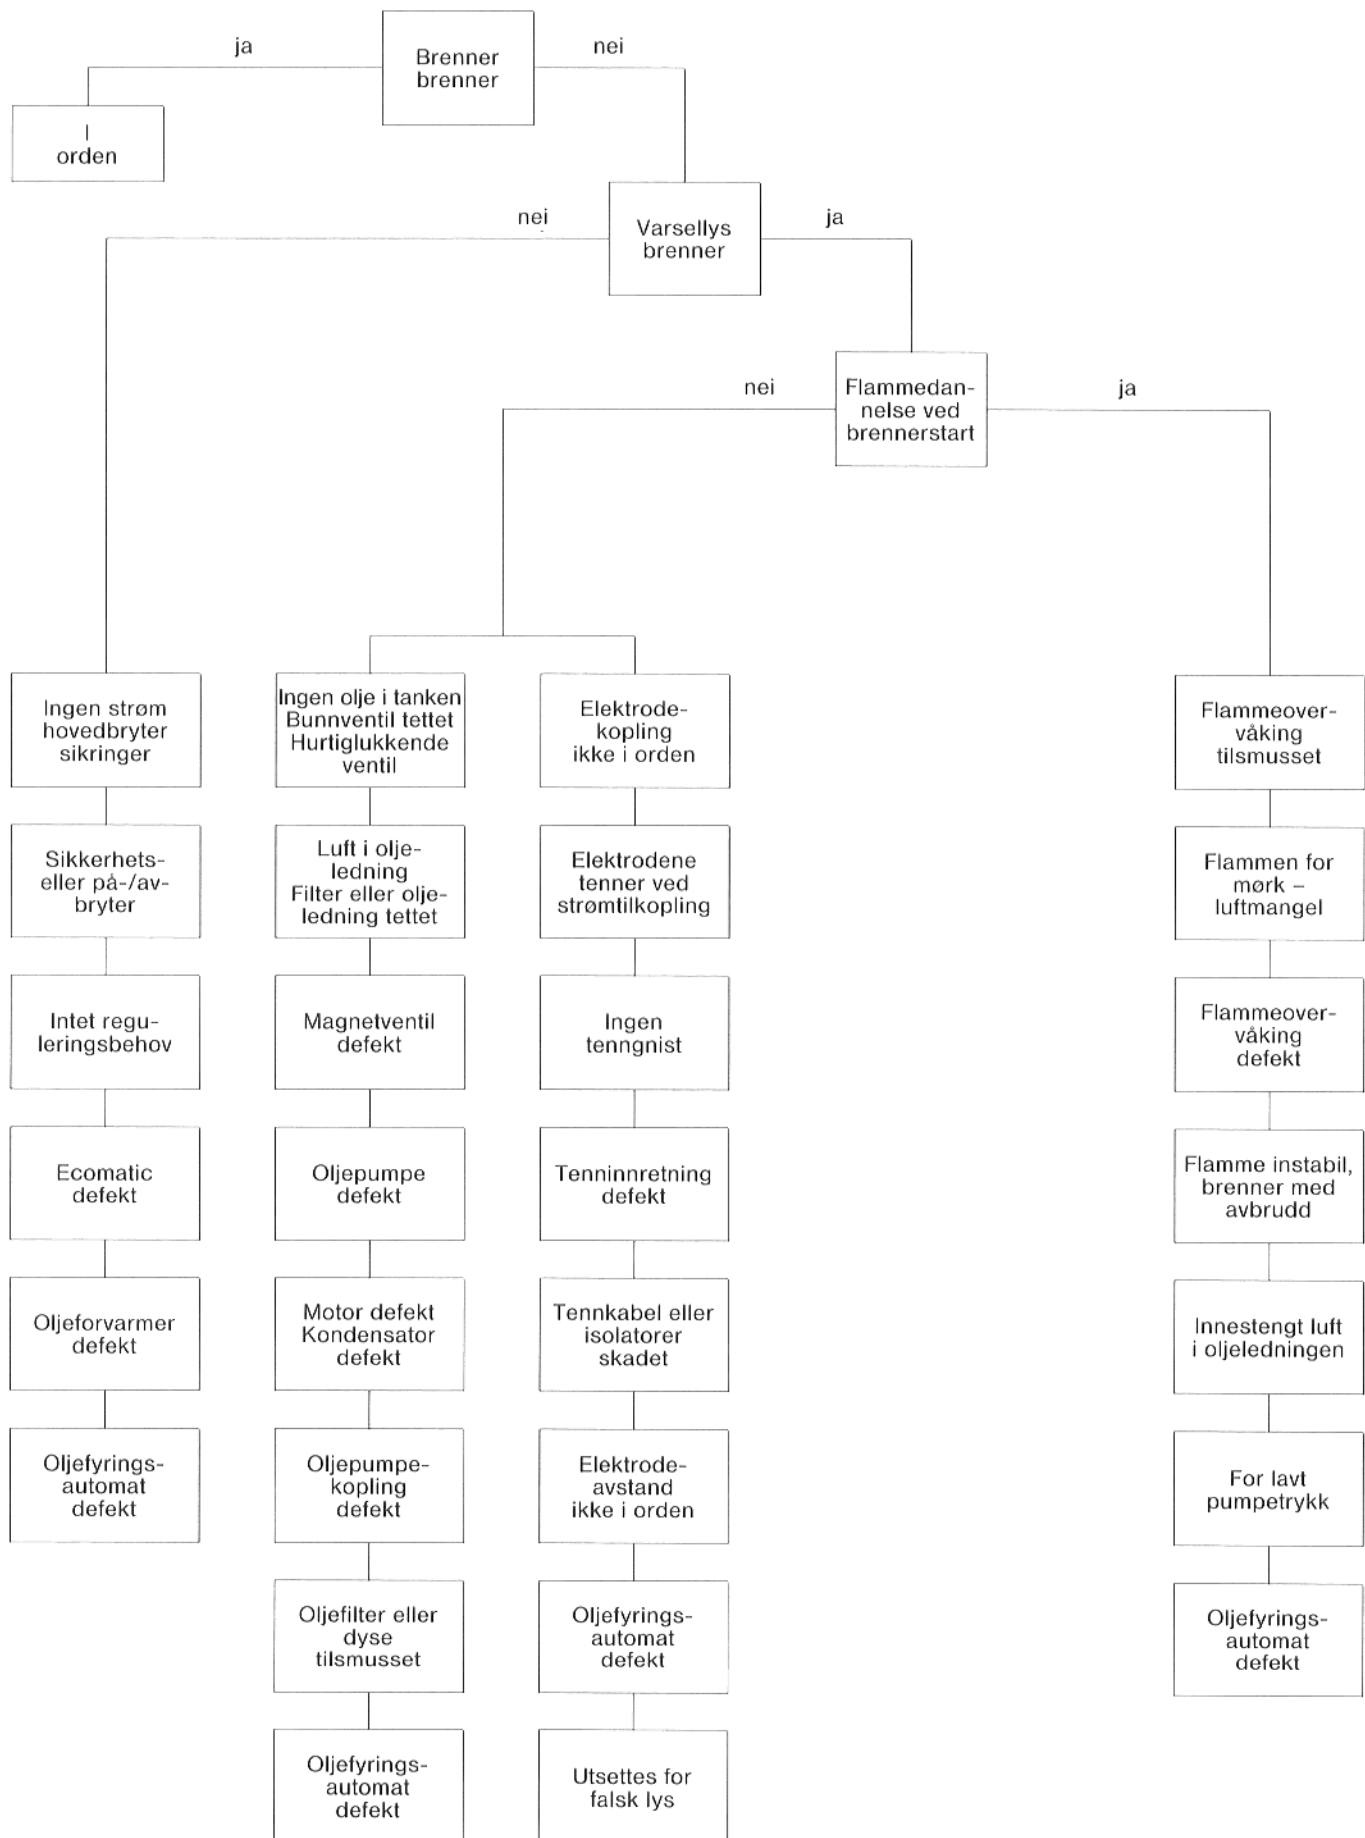 ja
Brenner
brenner
nei
I
orden
nei
Varsellys
brenner
ja
nei
Flammedan-
nelse ved
brennerstart
ja
Ingen strøm
hovedbryter
sikringer
Sikkerhets-
eller på-/av-
bryter
Intet regu-
leringsbehov
Ecomatic
defekt
Oljeforvarmer
defekt
Oljefyrings-
automat
defekt
Ingen olje i tanken
Bunnventil tettet
Hurtiglukkende
ventil
Luft i olje-
ledning
Filter eller olje-
ledning tettet
Magnetventil
defekt
Oljepumpe
defekt
Motor defekt
Kondensator
defekt
Oljepumpe-
kopling
defekt
Oljefilter eller
dyse
tilsmusset
Oljefyrings-
automat
defekt
Elektrode-
kopling
ikke i orden
Elektrodene
tenner ved
strømtilkopling
Ingen
tenngnist
Tenninnretning
defekt
Tennkabel eller
isolatorer
skadet
Elektrode-
avstand
ikke i orden
Oljefyrings-
automat
defekt
Utsettes for
falsk lys
Flammeover-
våking
tilsmusset
Flammen for
mørk –
luftmangel
Flammeover-
våking
defekt
Flamme instabil,
brenner med
avbrudd
Innestengt luft
i oljeledningen
For lavt
pumpetrykk
Oljefyrings-
automat
defekt